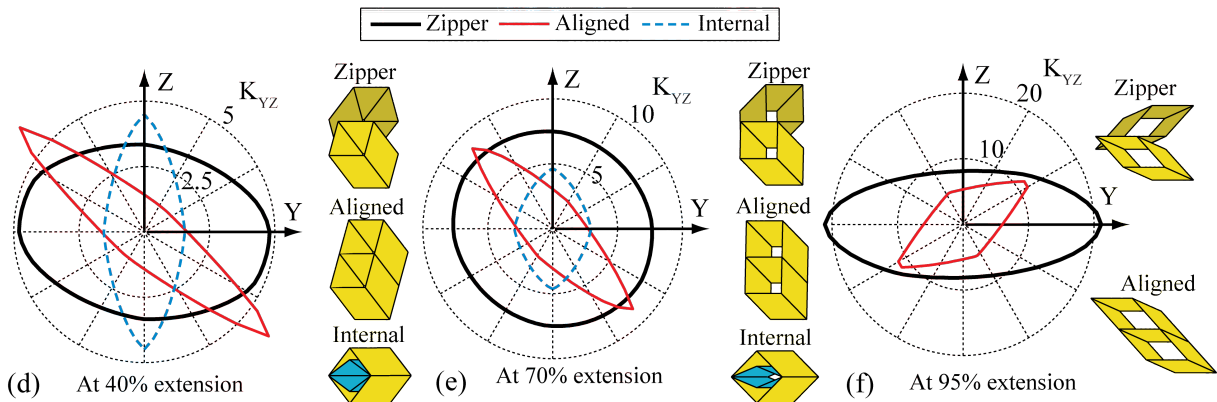 Zipper Aligned Internal
Z
K_YZ
5
2.5
Y
(d)
At 40% extension
Zipper
Aligned
Internal
Z
K_YZ
10
5
Y
(e)
At 70% extension
Zipper
Aligned
Internal
Z
K_YZ
20
10
Y
(f)
At 95% extension
Zipper
Aligned